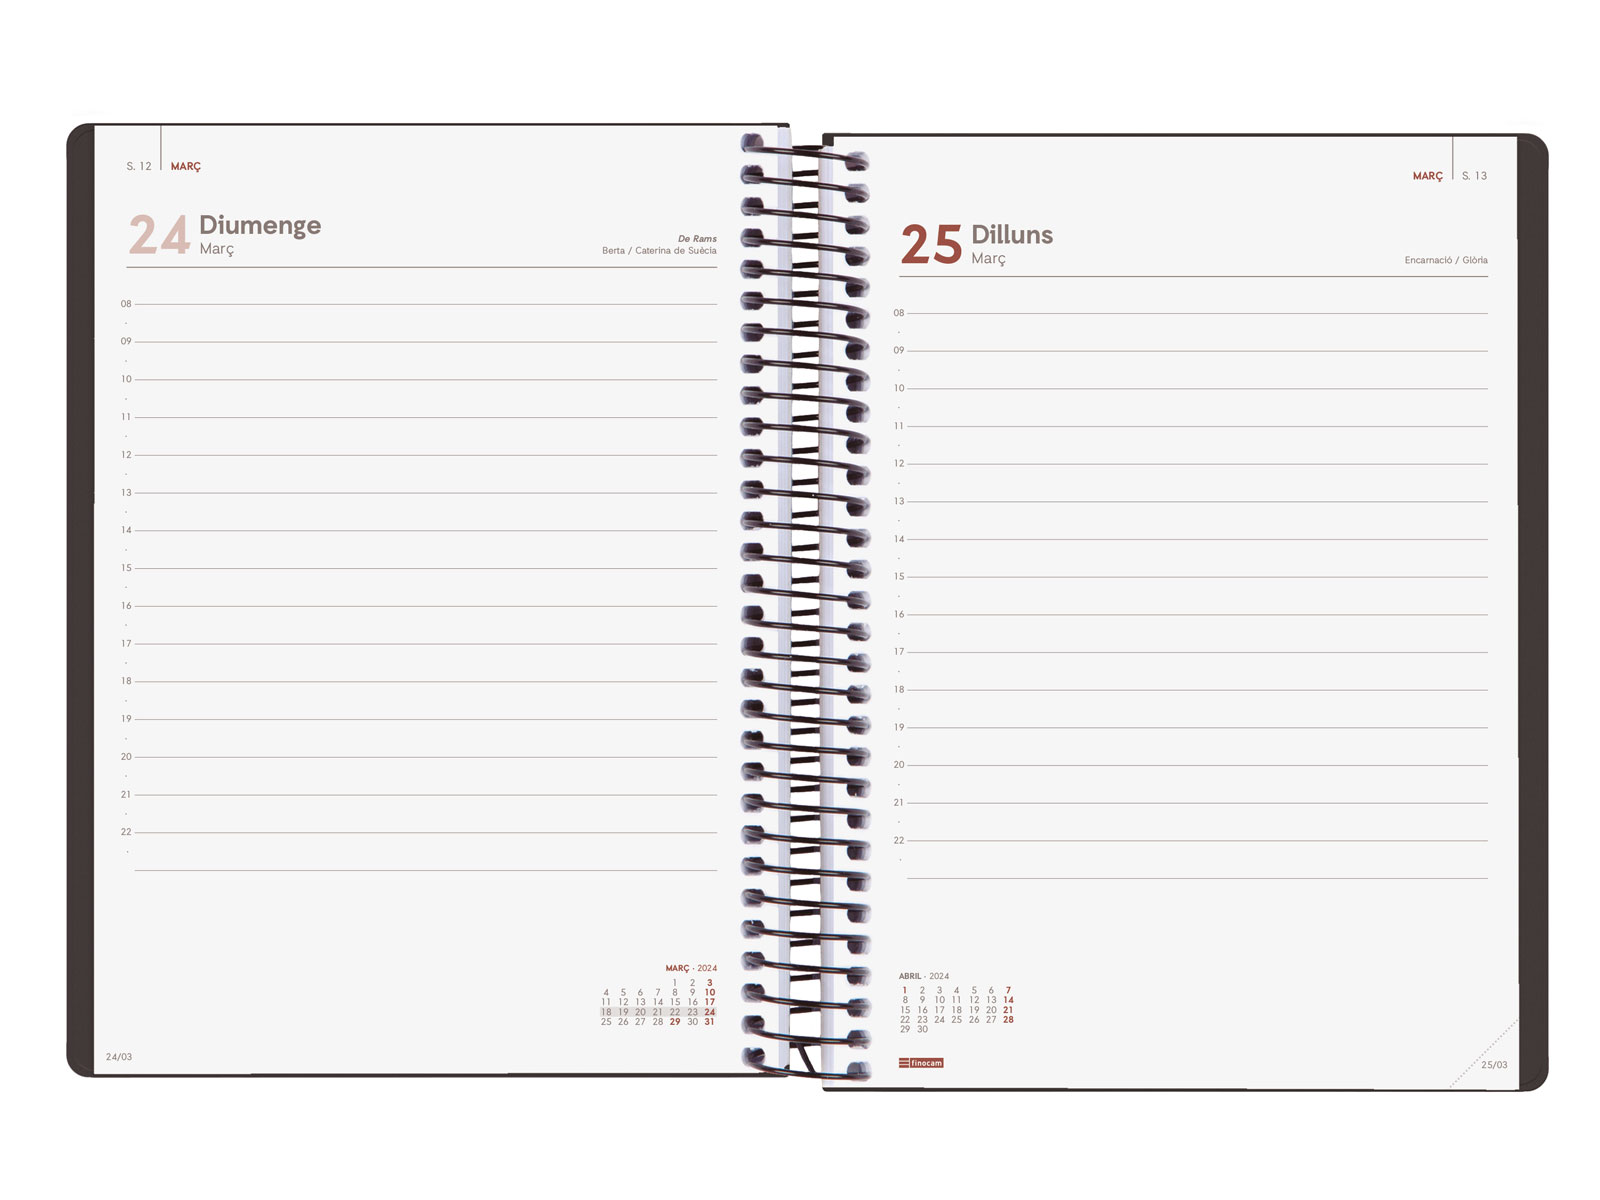 S. 12 MARÇ
24 Diumenge
Març
De Rams
Berta / Caterina de Suècia
08
09
10
11
12
13
14
15
16
17
18
19
20
21
22
MARÇ · 2024
1 2 3
4 5 6 7 8 9 10
11 12 13 14 15 16 17
18 19 20 21 22 23 24
25 26 27 28 29 30 31
24/03
MARÇ S. 13
25 Dilluns
Març
Encarnació / Glòria
08
09
10
11
12
13
14
15
16
17
18
19
20
21
22
ABRIL · 2024
1 2 3 4 5 6 7
8 9 10 11 12 13 14
15 16 17 18 19 20 21
22 23 24 25 26 27 28
29 30
finocam
25/03